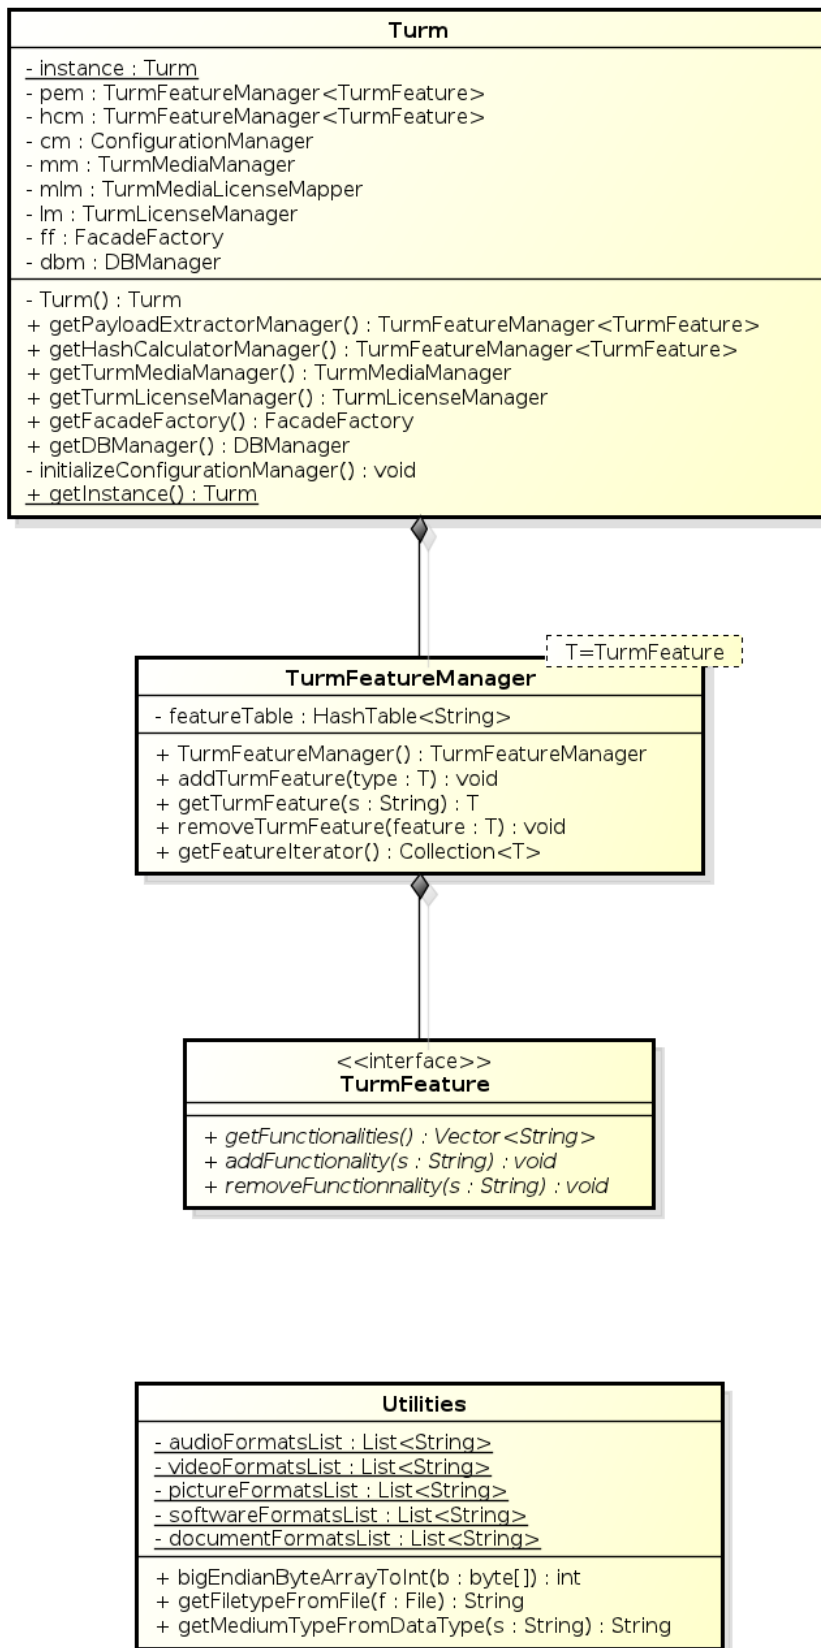 Turm
- instance : Turm
- pem : TurmFeatureManager<TurmFeature>
- hcm : TurmFeatureManager<TurmFeature>
- cm : ConfigurationManager
- mm : TurmMediaManager
- mlm : TurmMediaLicenseMapper
- lm : TurmLicenseManager
- ff : FacadeFactory
- dbm : DBManager
- Turm() : Turm
+ getPayloadExtractorManager() : TurmFeatureManager<TurmFeature>
+ getHashCalculatorManager() : TurmFeatureManager<TurmFeature>
+ getTurmMediaManager() : TurmMediaManager
+ getTurmLicenseManager() : TurmLicenseManager
+ getFacadeFactory() : FacadeFactory
+ getDBManager() : DBManager
- initializeConfigurationManager() : void
+ getInstance() : Turm
T=TurmFeature
TurmFeatureManager
- featureTable : HashTable<String>
+ TurmFeatureManager() : TurmFeatureManager
+ addTurmFeature(type : T) : void
+ getTurmFeature(s : String) : T
+ removeTurmFeature(feature : T) : void
+ getFeatureIterator() : Collection<T>
<<interface>>
TurmFeature
+ getFunctionalities() : Vector<String>
+ addFunctionality(s : String) : void
+ removeFunctionnality(s : String) : void
Utilities
- audioFormatsList : List<String>
- videoFormatsList : List<String>
- pictureFormatsList : List<String>
- softwareFormatsList : List<String>
- documentFormatsList : List<String>
+ bigEndianByteArrayToInt(b : byte[]) : int
+ getFiletypeFromFile(f : File) : String
+ getMediumTypeFromDataType(s : String) : String